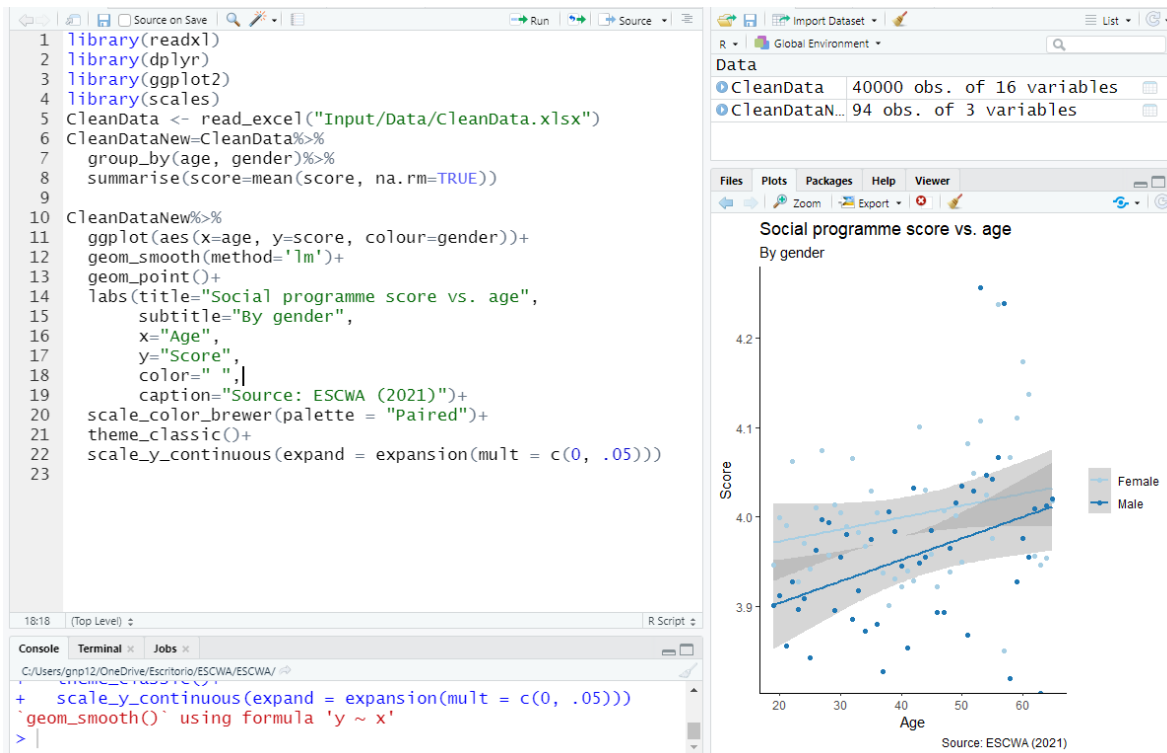 Source on Save
Run
Source
1 library(readxl)
2 library(dplyr)
3 library(ggplot2)
4 library(scales)
5 CleanData <- read_excel("Input/Data/CleanData.xlsx")
6 CleanDataNew=CleanData%>%
7   group_by(age, gender)%>%
8   summarise(score=mean(score, na.rm=TRUE))
9
10 CleanDataNew%>%
11   ggplot(aes(x=age, y=score, colour=gender))+
12   geom_smooth(method='lm')+
13   geom_point()+
14   labs(title="Social programme score vs. age",
15        subtitle="By gender",
16        x="Age",
17        y="Score",
18        color=" ",
19        caption="Source: ESCWA (2021)")+
20   scale_color_brewer(palette = "Paired")+
21   theme_classic()+
22   scale_y_continuous(expand = expansion(mult = c(0, .05)))
23
18:18 (Top Level) R Script
Console Terminal Jobs
C:/Users/gnp12/OneDrive/Escritorio/ESCWA/ESCWA/
+   theme_classic()+
+   scale_y_continuous(expand = expansion(mult = c(0, .05)))
`geom_smooth()` using formula 'y ~ x'
>
Import Dataset List
R Global Environment
Data
CleanData 40000 obs. of 16 variables
CleanDataN… 94 obs. of 3 variables
Files Plots Packages Help Viewer
Zoom Export
Social programme score vs. age
By gender
4.2
4.1
4.0
3.9
Score
20 30 40 50 60
Age
Female
Male
Source: ESCWA (2021)